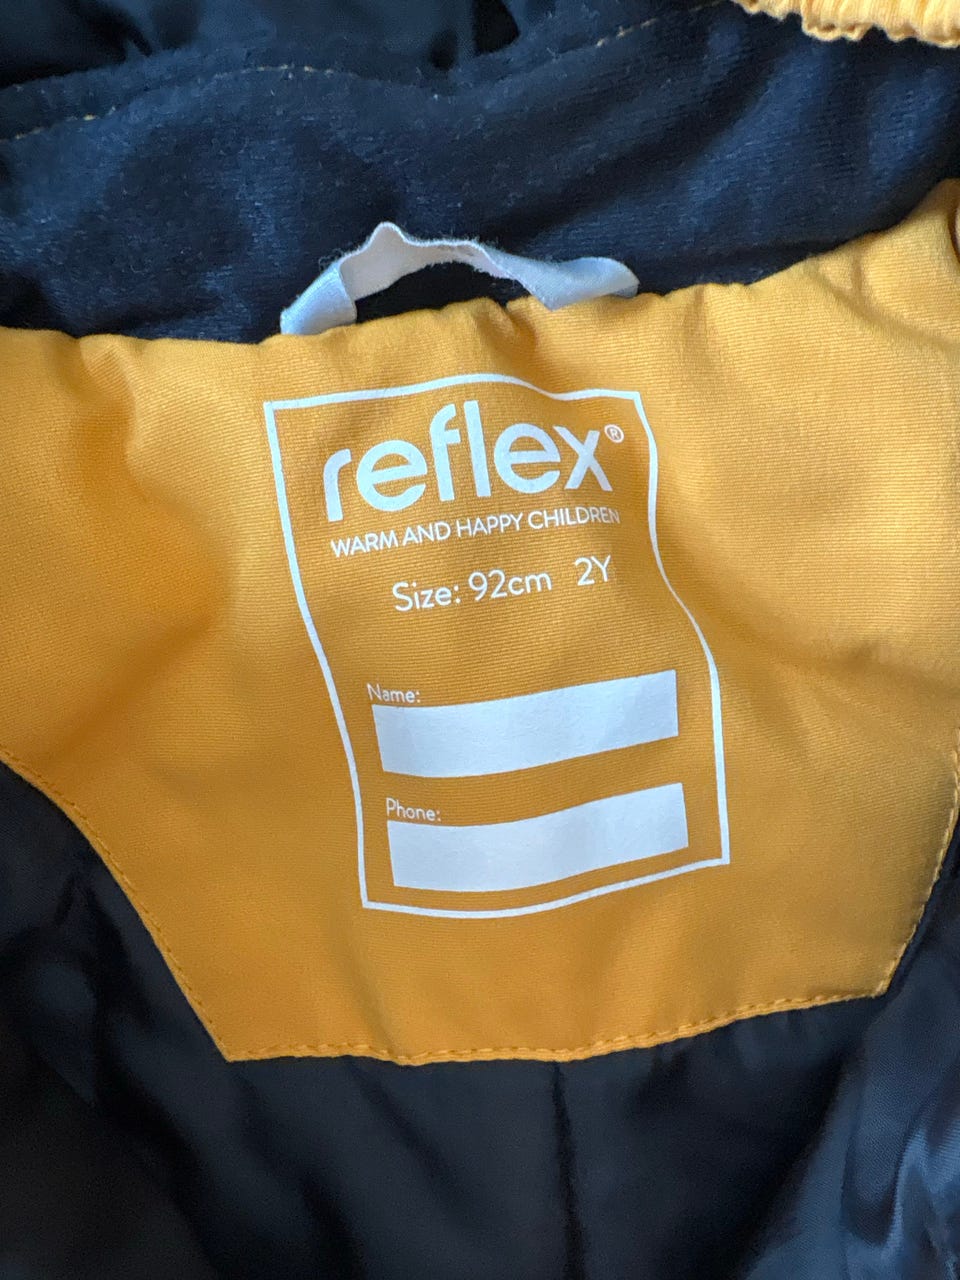 reflex®
WARM AND HAPPY CHILDREN
Size: 92cm 2Y
Name:
Phone: